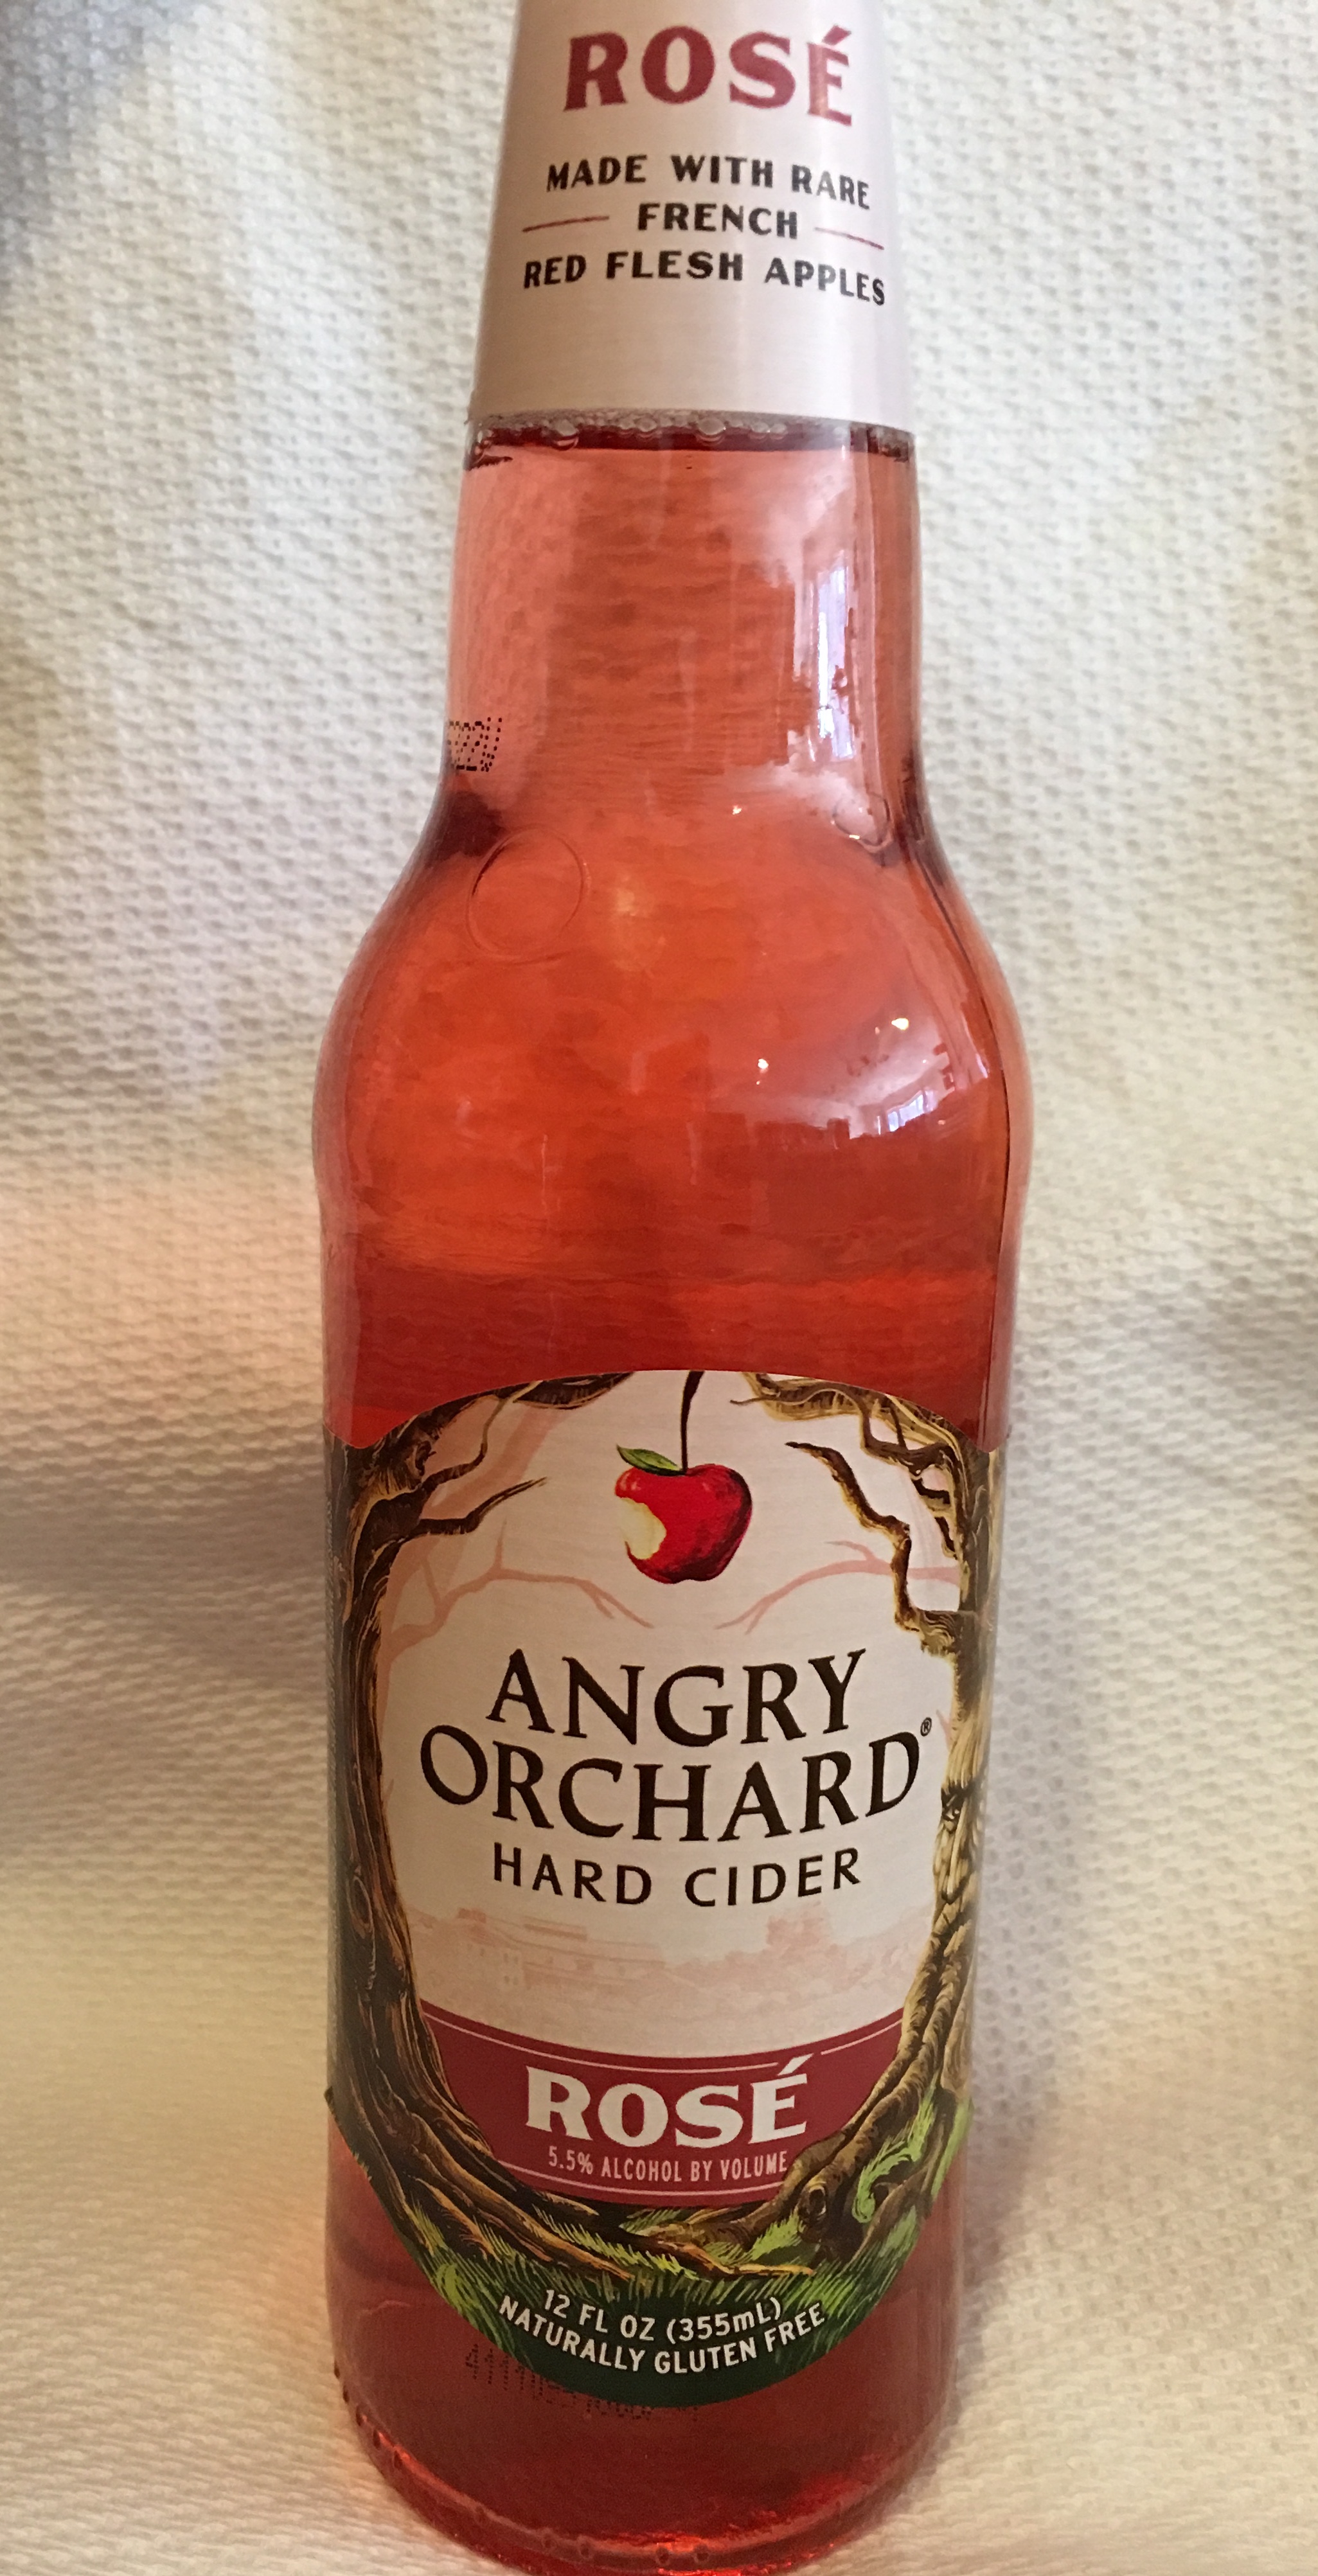 ROSÉ
MADE WITH RARE
FRENCH
RED FLESH APPLES
ANGRY
ORCHARD®
HARD CIDER
ROSÉ
5.5% ALCOHOL BY VOLUME
12 FL OZ (355mL)
NATURALLY GLUTEN FREE